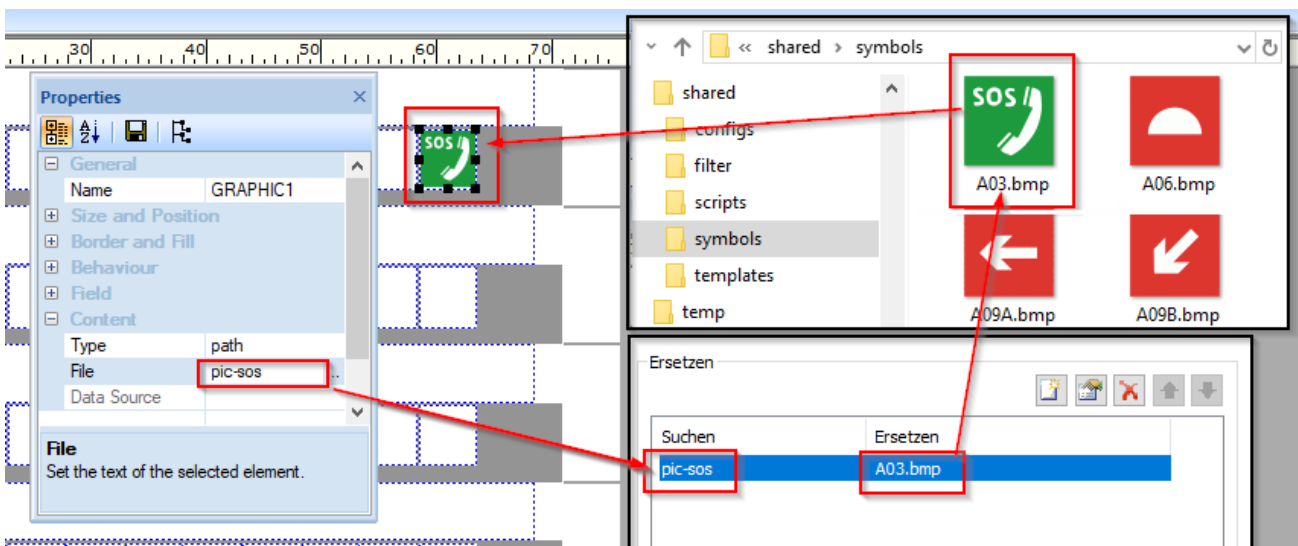 30 40 50 60 70
Properties
General
Name GRAPHIC1
Size and Position
Border and Fill
Behaviour
Field
Content
Type path
File pic-sos ..
Data Source
File
Set the text of the selected element.
SOS
« shared › symbols
shared
configs
filter
scripts
symbols
templates
temp
SOS
A03.bmp A06.bmp
A09A.bmp A09B.bmp
Ersetzen
Suchen Ersetzen
pic-sos A03.bmp